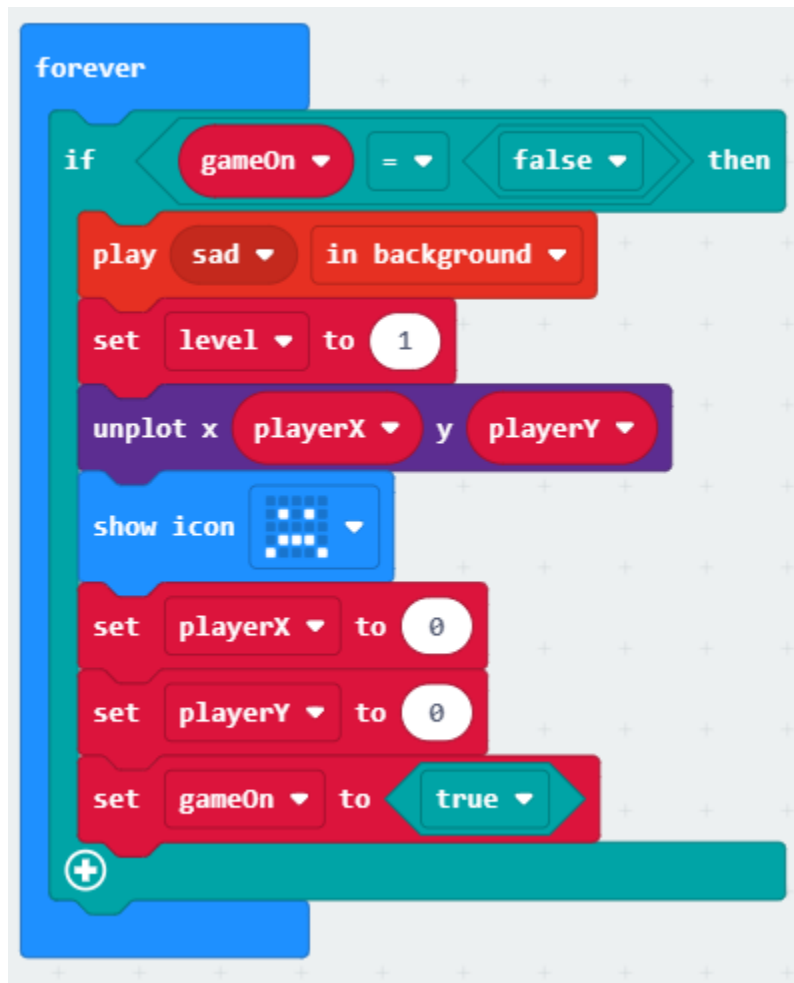 forever
if gameOn = false then
play sad in background
set level to 1
unplot x playerX y playerY
show icon
set playerX to 0
set playerY to 0
set gameOn to true